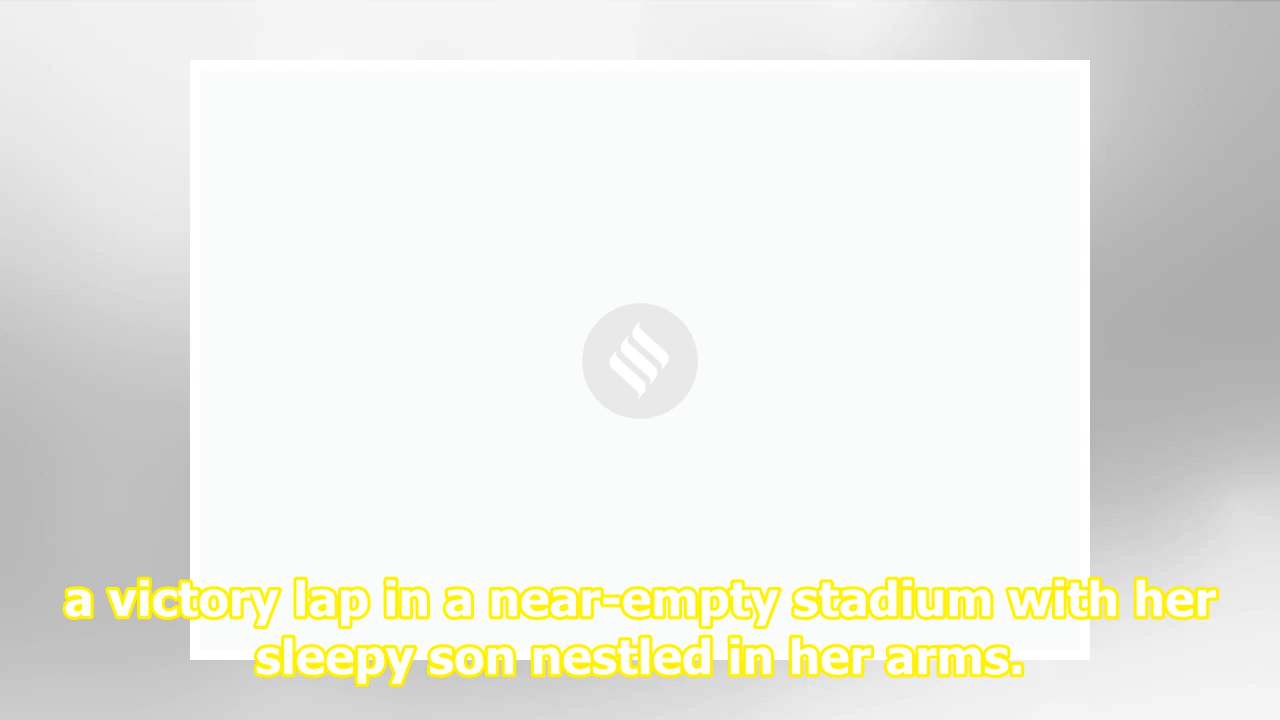 a victory lap in a near-empty stadium with her
sleepy son nestled in her arms.